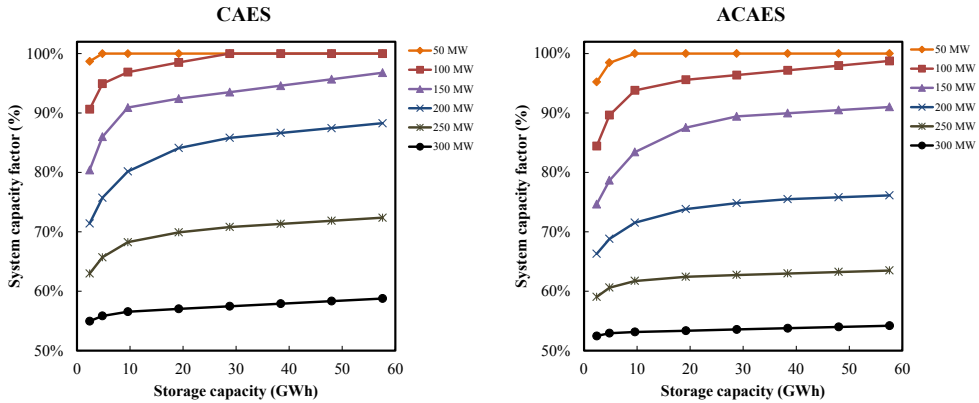 CAES
System capacity factor (%)
100%
90%
80%
70%
60%
50%
0
10
20
30
40
50
60
Storage capacity (GWh)
50 MW
100 MW
150 MW
200 MW
250 MW
300 MW
ACAES
System capacity factor (%)
100%
90%
80%
70%
60%
50%
0
10
20
30
40
50
60
Storage capacity (GWh)
50 MW
100 MW
150 MW
200 MW
250 MW
300 MW